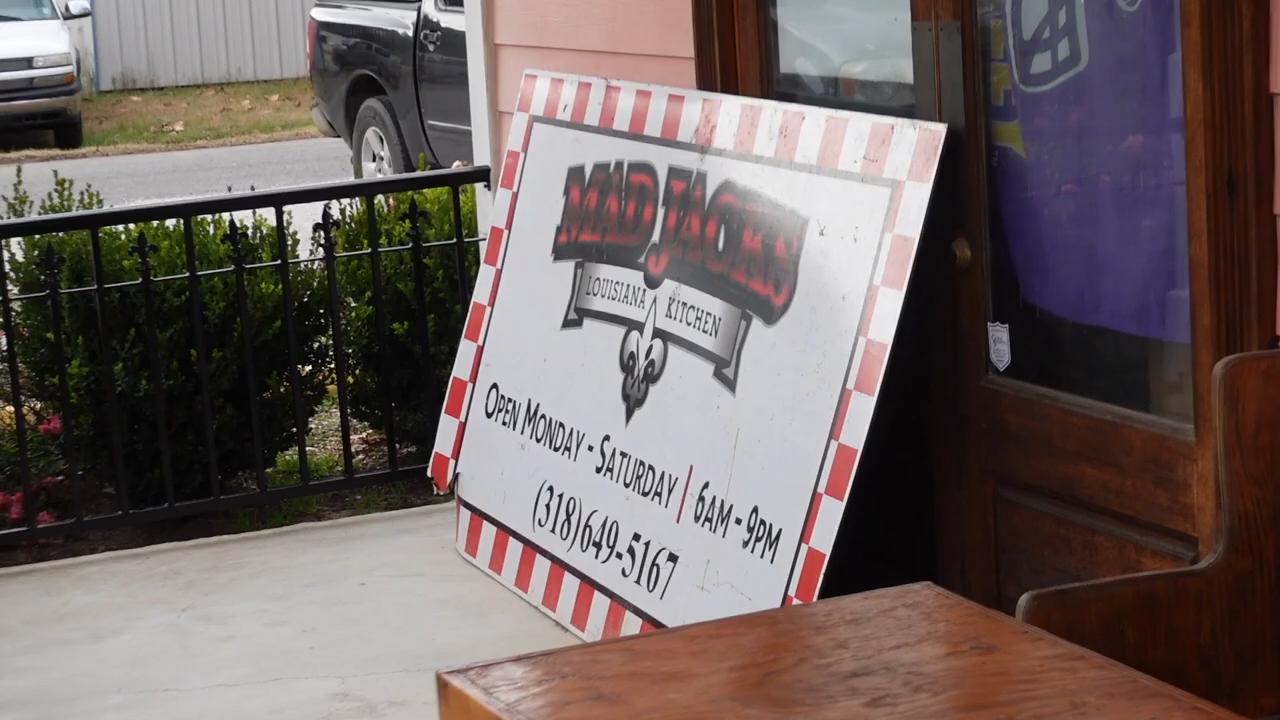 MAD JACKS
LOUISIANA KITCHEN
OPEN MONDAY - SATURDAY | 6AM - 9PM
(318)649-5167